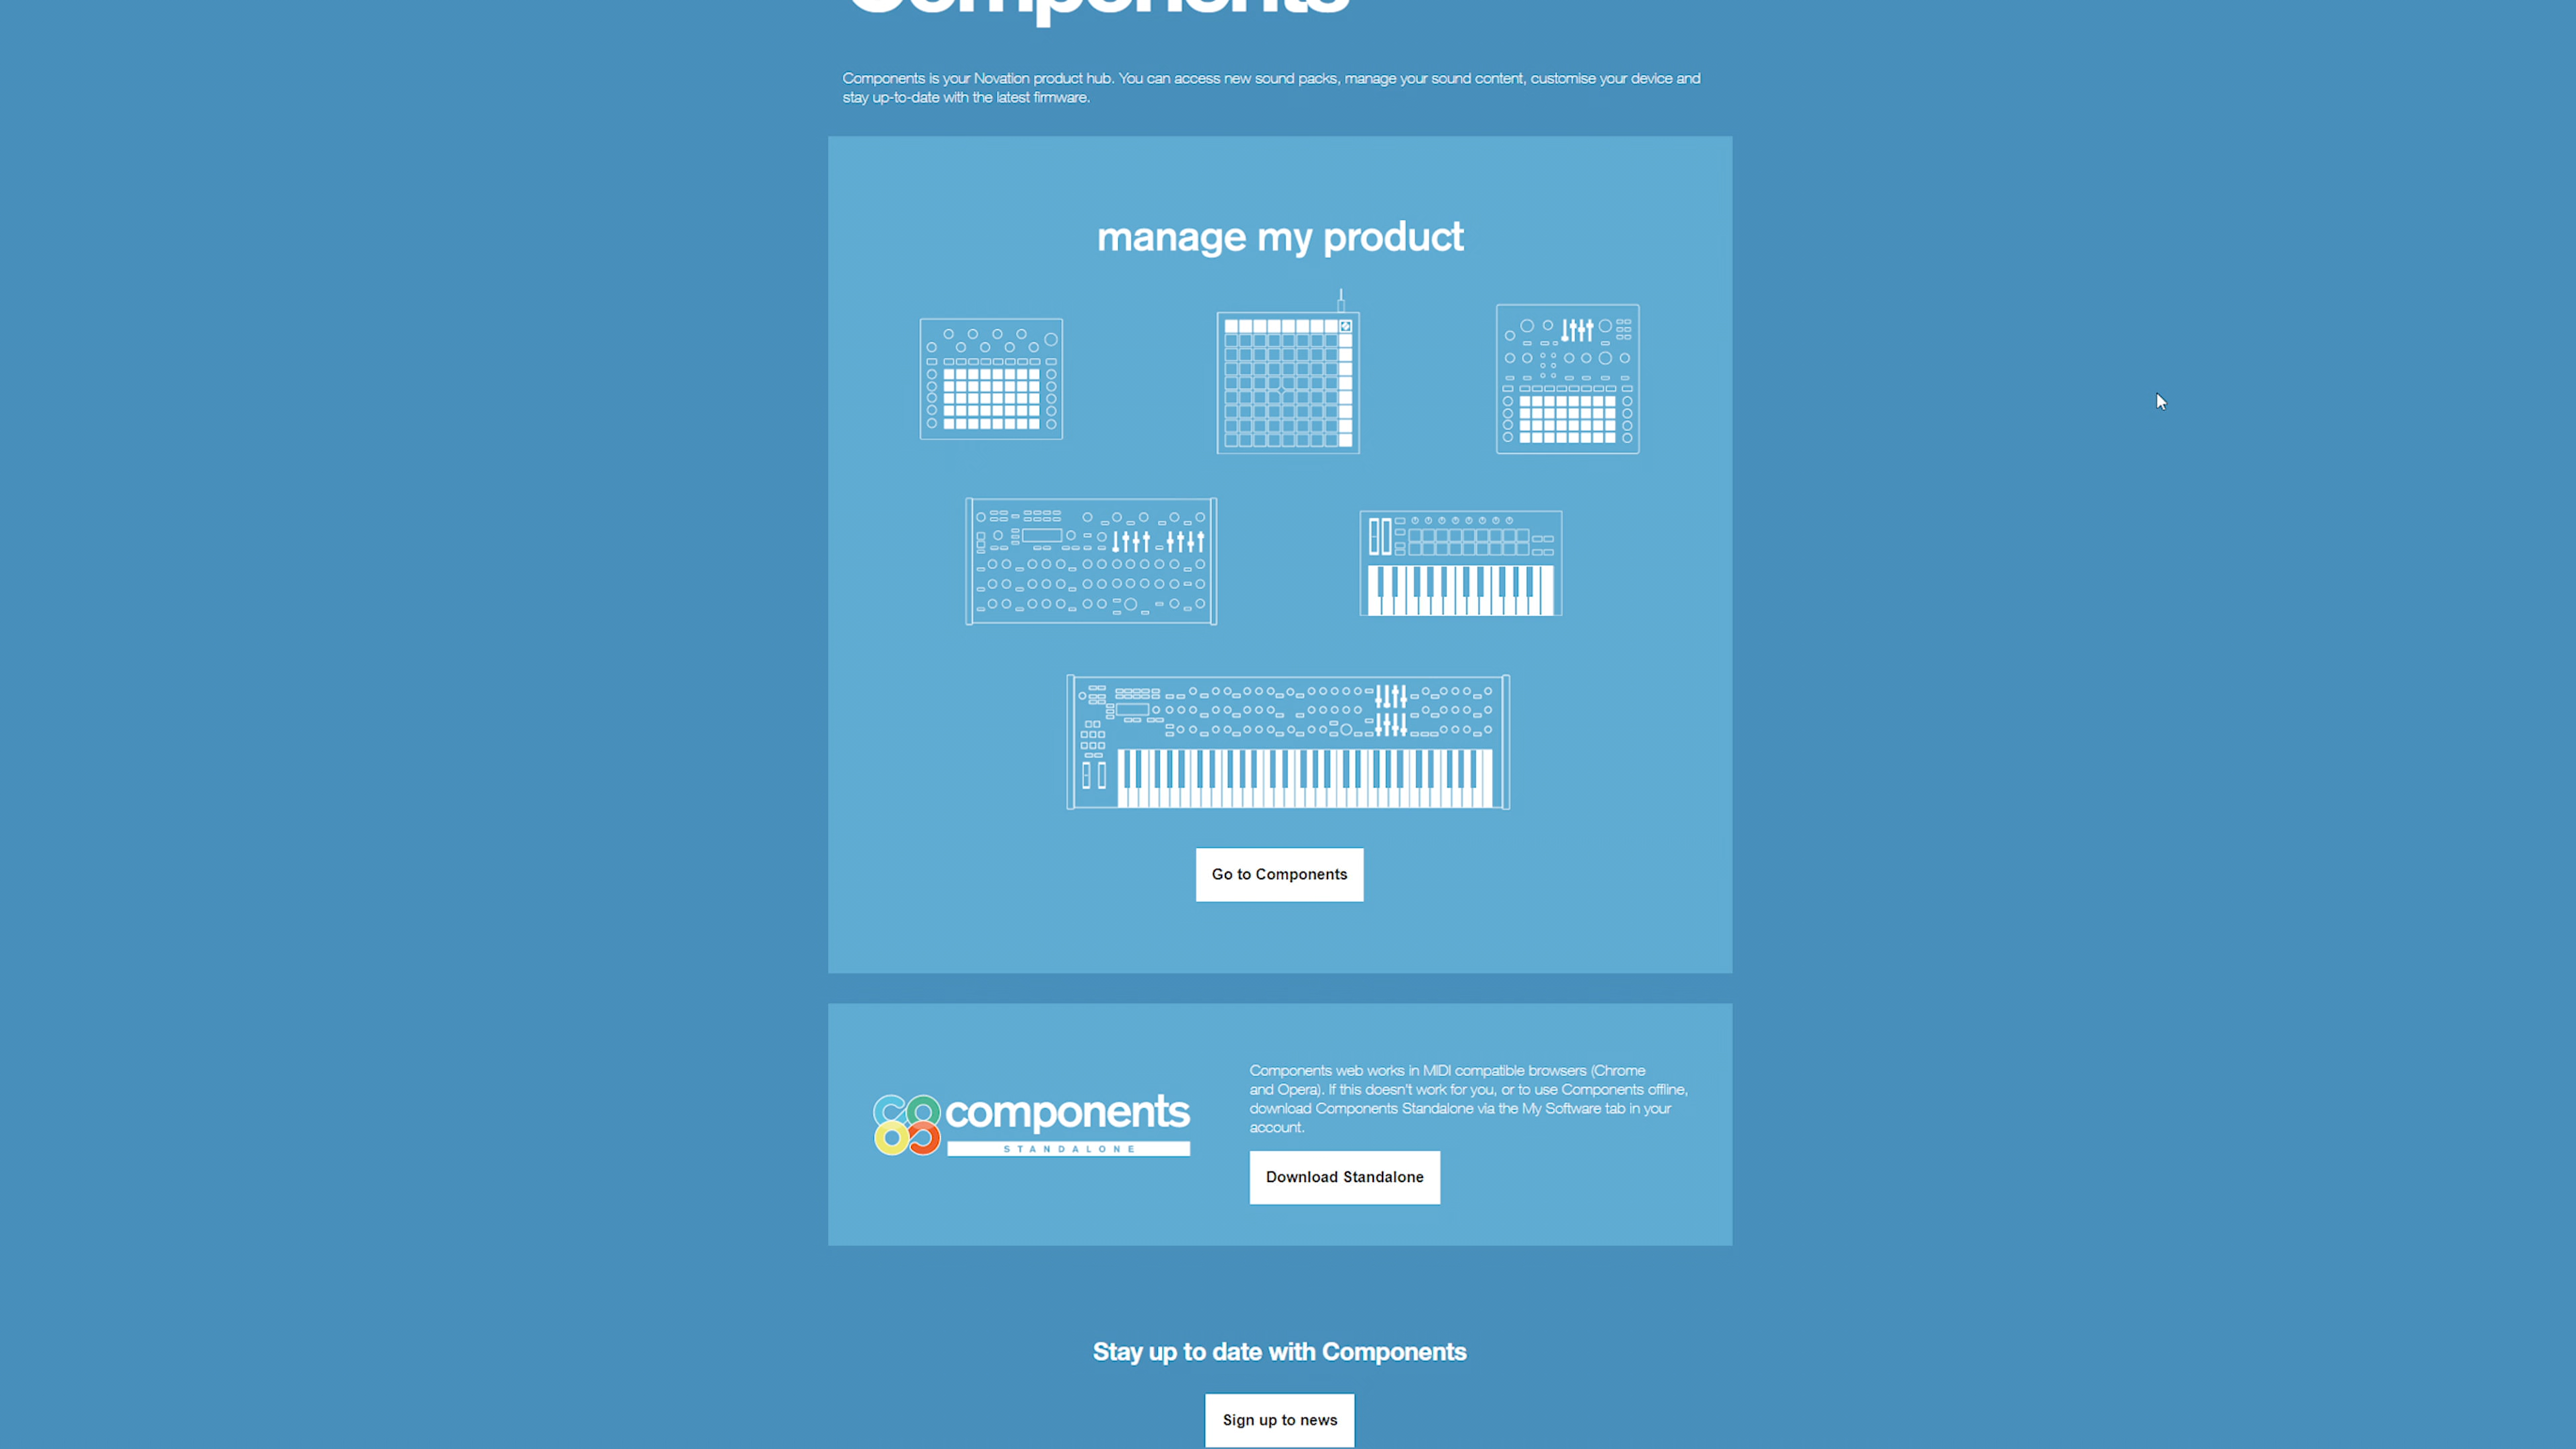 Components
Components is your Novation product hub. You can access new sound packs, manage your sound content, customise your device and
stay up-to-date with the latest firmware.
manage my product
Go to Components
components
STANDALONE
Components web works in MIDI compatible browsers (Chrome
and Opera). If this doesn't work for you, or to use Components offline,
download Components Standalone via the My Software tab in your
account.
Download Standalone
Stay up to date with Components
Sign up to news